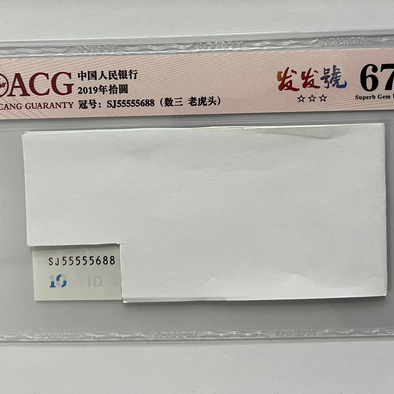 ACG
CANG GUARANTY
中国人民银行
2019年拾圆
冠号：SJ55555688（数三 老虎头）
发发號
☆☆☆
67
Superb Gem
SJ55555688
10 10